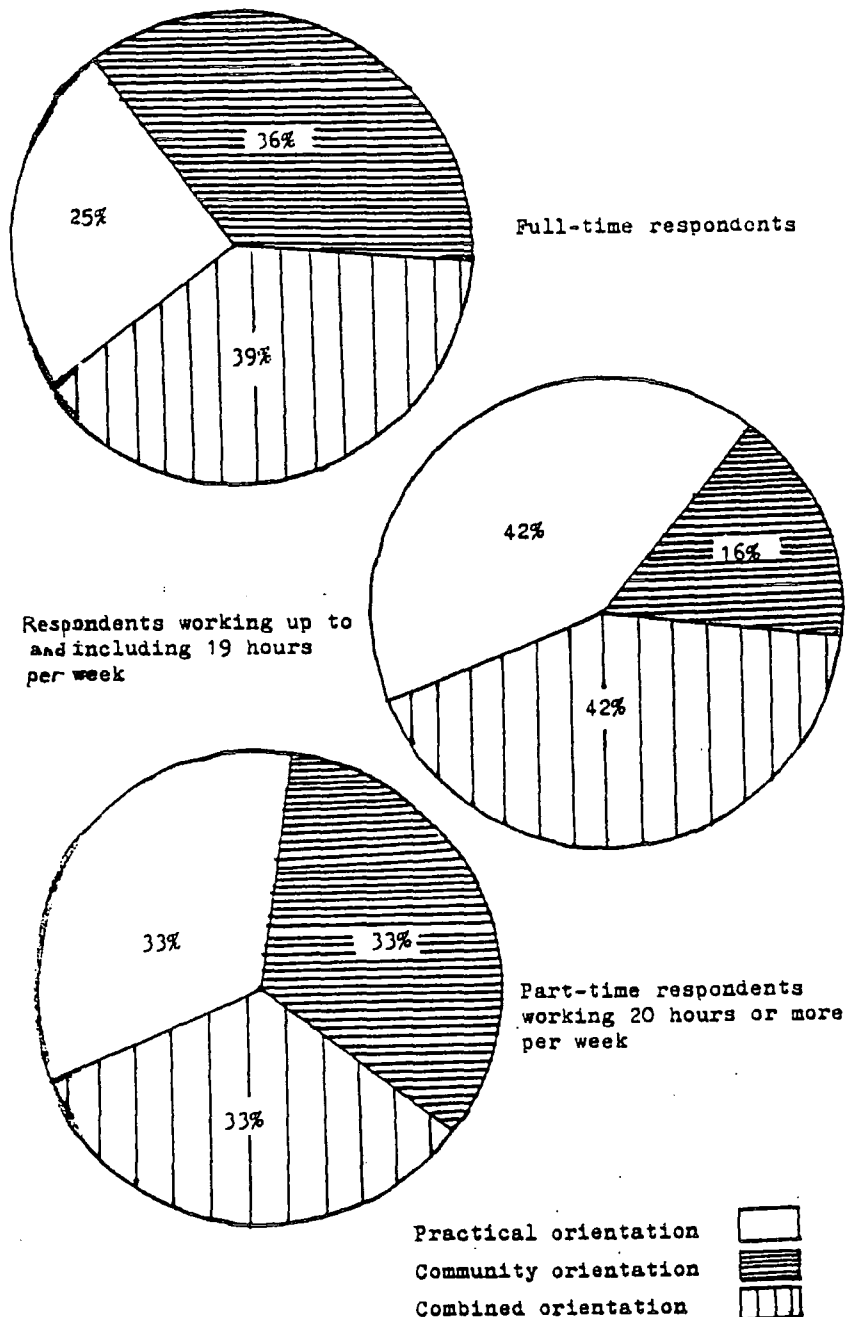 36%
25%
Full-time respondents
39%
42%
16%
Respondents working up to
and including 19 hours
per week
42%
33%
33%
Part-time respondents
working 20 hours or more
per week
33%
Practical orientation
Community orientation
Combined orientation